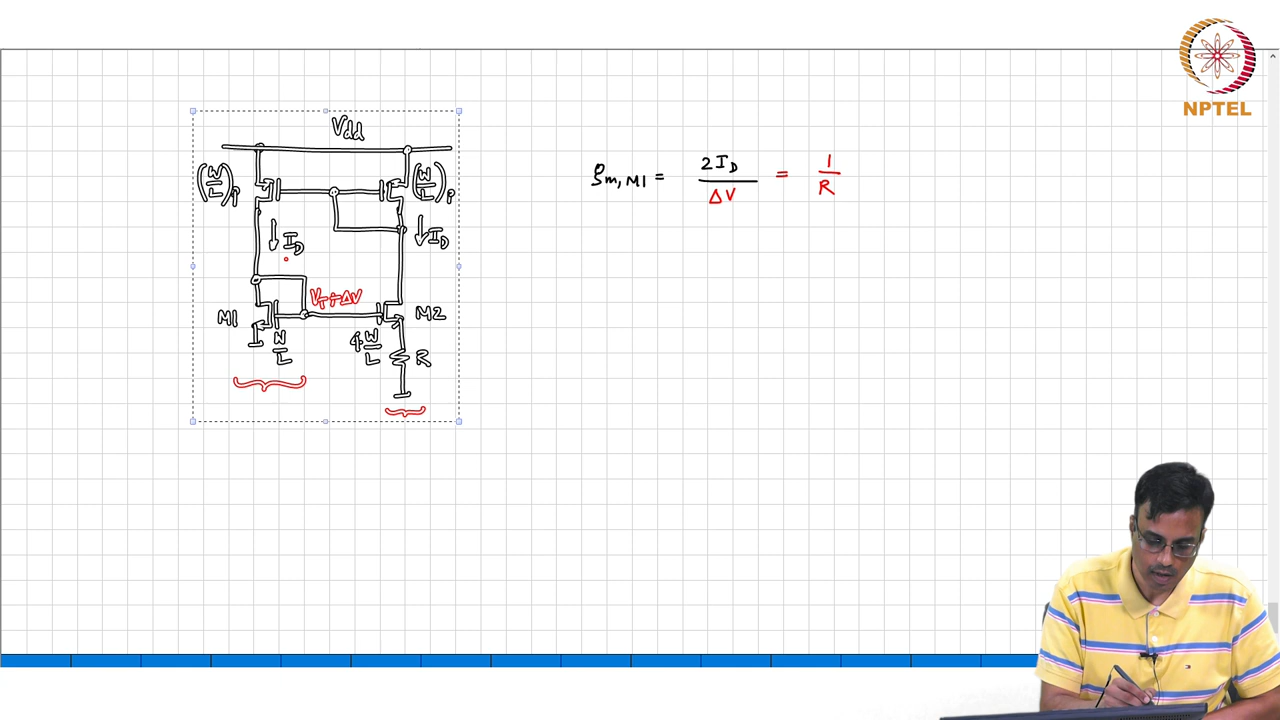 NPTEL
Vdd
(W/L)p
(W/L)p
ID
ID
VT+ΔV
M1
M2
W/L
4W/L
R
gm,M1 = 2ID/ΔV = 1/R